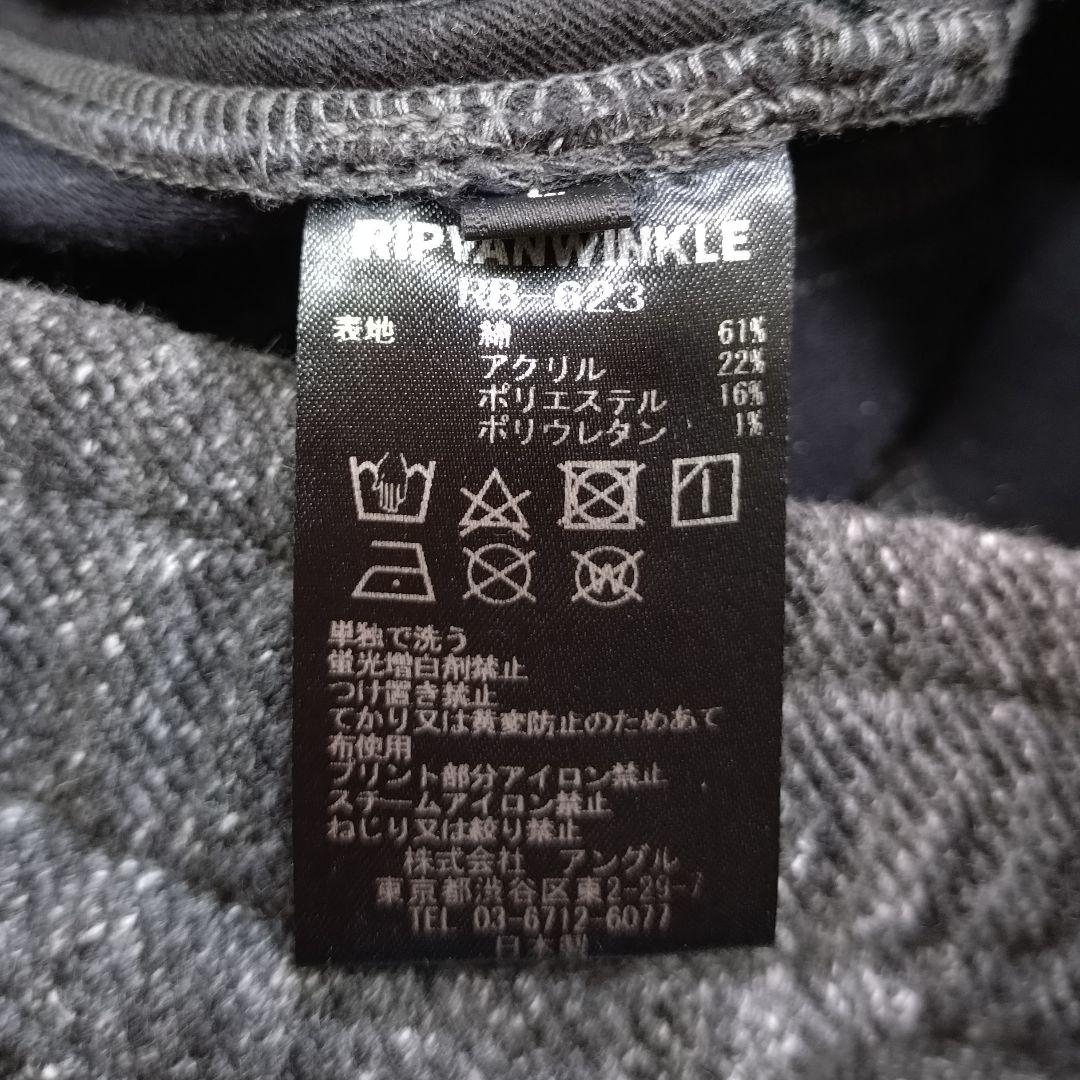 RIPVANWINKLE
RB-023
表地 綿 61%
アクリル 22%
ポリエステル 16%
ポリウレタン 1%
W
単独で洗う
蛍光増白剤禁止
つけ置き禁止
てかり又は黄変防止のためあて
布使用
プリント部分アイロン禁止
スチームアイロン禁止
ねじり又は絞り禁止
株式会社 アングル
東京都渋谷区東2-29-7
TEL 03-6712-6077
日本製